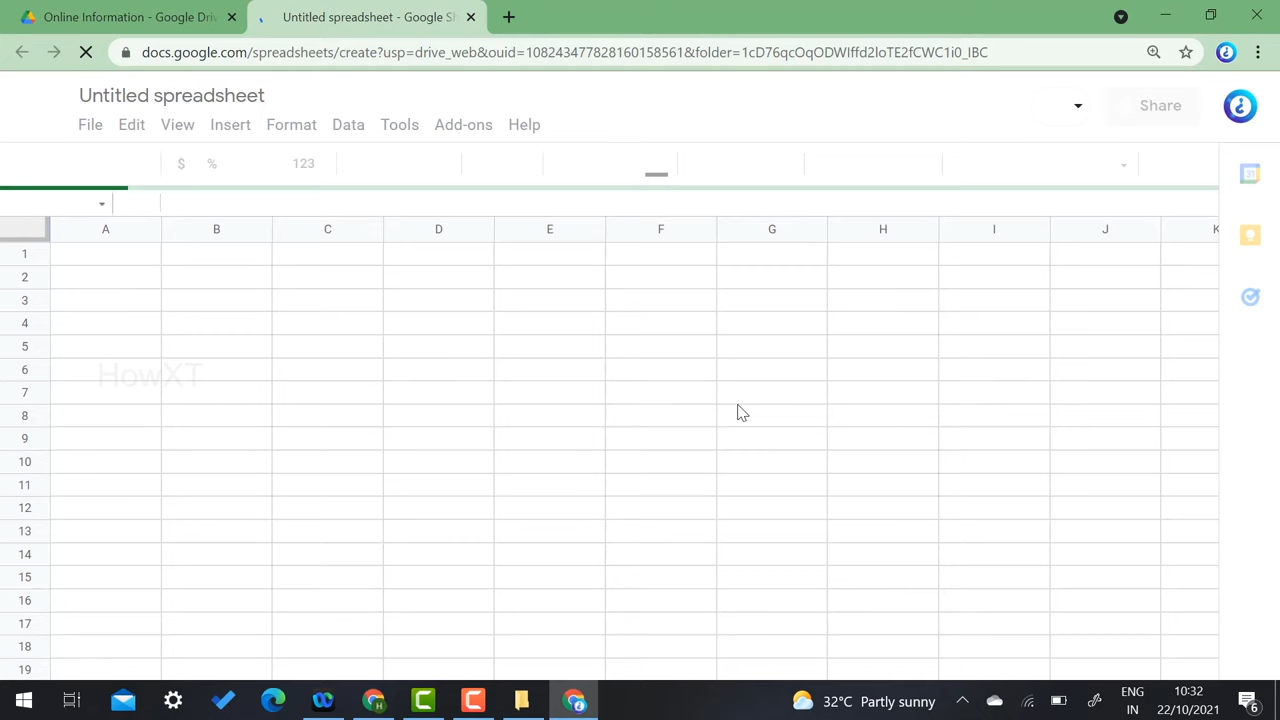 Online Information - Google Driv
Untitled spreadsheet - Google Sh
docs.google.com/spreadsheets/create?usp=drive_web&ouid=108243477828160158561&folder=1cD76qcOqODWIffd2loTE2fCWC1i0_IBC
Untitled spreadsheet
Share
File Edit View Insert Format Data Tools Add-ons Help
$ % 123
31
A B C D E F G H I J K
1
2
3
4
5
6
HowXT
7
8
9
10
11
12
13
14
15
16
17
18
19
32°C Partly sunny
ENG
IN
10:32
22/10/2021
6